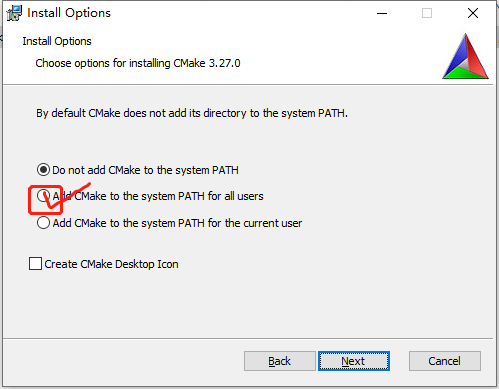 Install Options
Install Options
Choose options for installing CMake 3.27.0
By default CMake does not add its directory to the system PATH.
Do not add CMake to the system PATH
Add CMake to the system PATH for all users
Add CMake to the system PATH for the current user
Create CMake Desktop Icon
Back
Next
Cancel